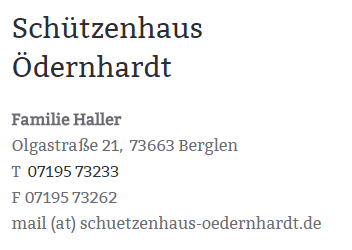 Schützenhaus
Ödernhardt
Familie Haller
Olgastraße 21, 73663 Berglen
T 07195 73233
F 07195 73262
mail (at) schuetzenhaus-oedernhardt.de